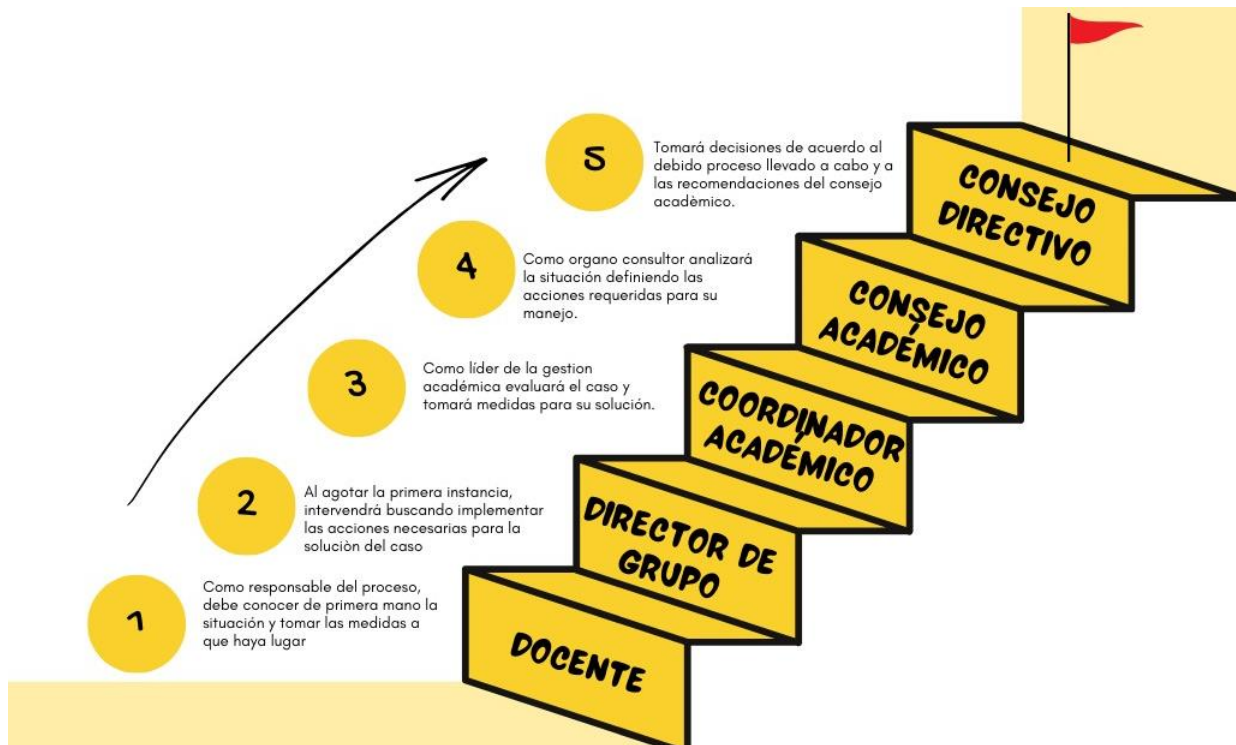 5
Tomará decisiones de acuerdo al
debido proceso llevado a cabo y a
las recomendaciones del consejo
acadèmico.
CONSEJO
DIRECTIVO
4
Como organo consultor analizará
la situación definiendo las
acciones requeridas para su
manejo.
CONSEJO
ACADÉMICO
3
Como líder de la gestion
académica evaluará el caso y
tomará medidas para su solución.
COORDINADOR
ACADÉMICO
2
Al agotar la primera instancia,
intervendrá buscando implementar
las acciones necesarias para la
soluciòn del caso
DIRECTOR DE
GRUPO
1
Como responsable del proceso,
debe conocer de primera mano la
situación y tomar las medidas a
que haya lugar
DOCENTE